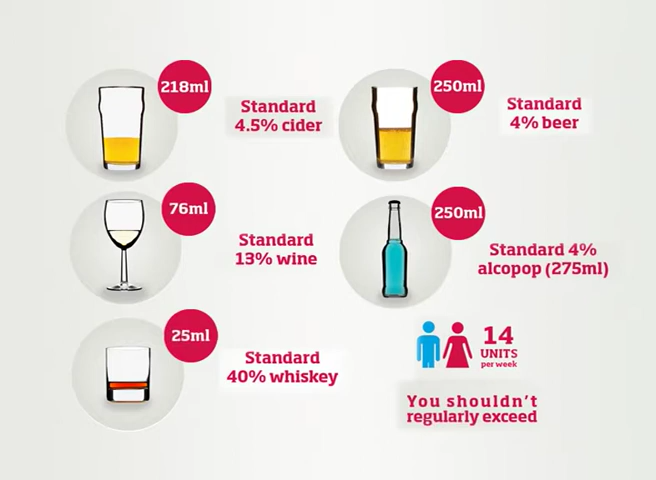 218ml
Standard
4.5% cider
250ml
Standard
4% beer
76ml
Standard
13% wine
250ml
Standard 4%
alcopop (275ml)
25ml
Standard
40% whiskey
14
UNITS
per week
You shouldn't
regularly exceed